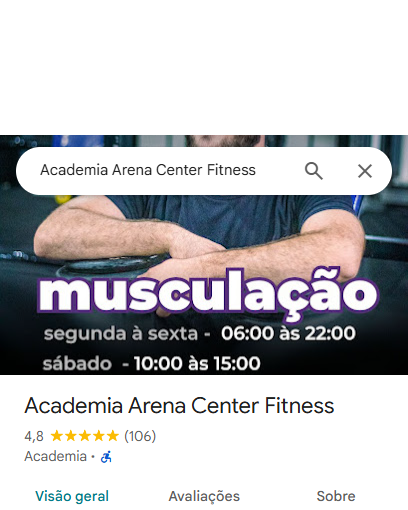 Academia Arena Center Fitness
musculação
segunda à sexta - 06:00 às 22:00
sábado - 10:00 às 15:00
Academia Arena Center Fitness
4,8 (106)
Academia ·
Visão geral Avaliações Sobre